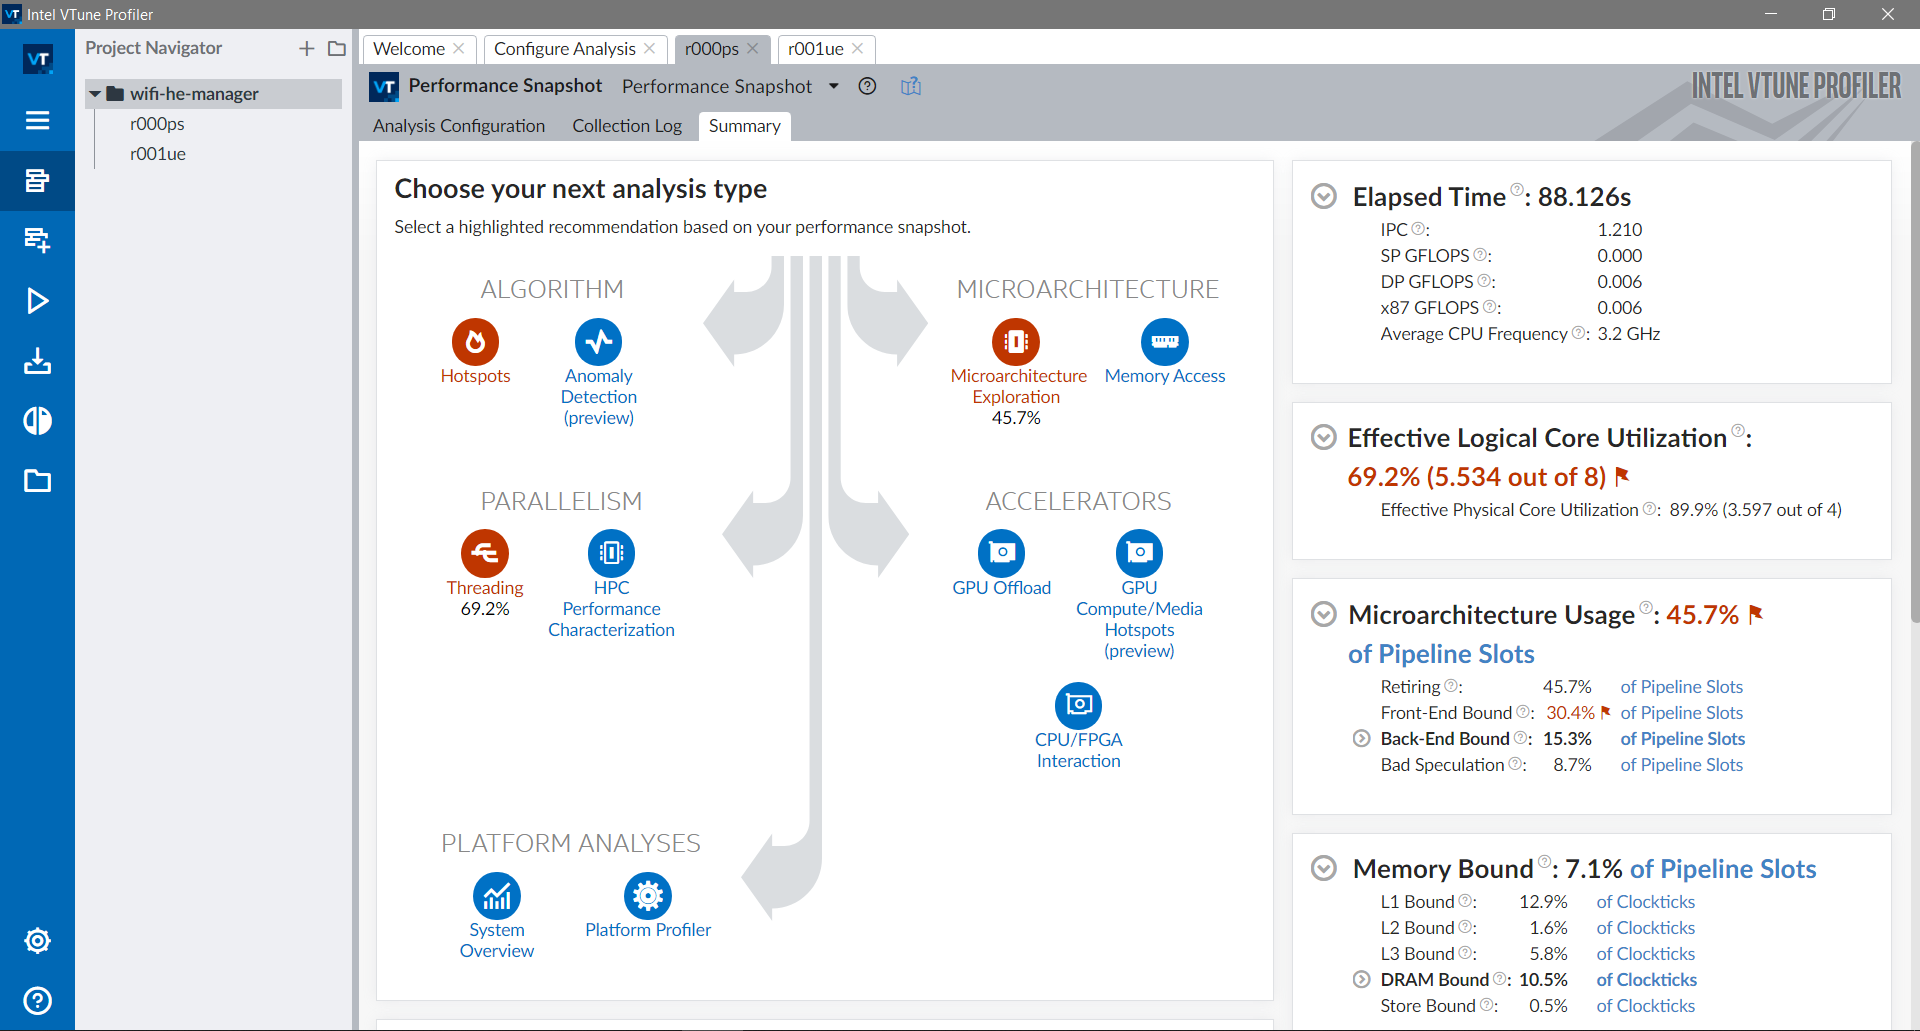 VT Intel VTune Profiler
VT
Project Navigator
wifi-he-manager
r000ps
r001ue
Welcome
Configure Analysis
r000ps
r001ue
VT Performance Snapshot Performance Snapshot ?
INTEL VTUNE PROFILER
Analysis Configuration Collection Log Summary
Choose your next analysis type
Select a highlighted recommendation based on your performance snapshot.
ALGORITHM
Hotspots
Anomaly
Detection
(preview)
MICROARCHITECTURE
Microarchitecture
Exploration
45.7%
Memory Access
PARALLELISM
Threading
69.2%
HPC
Performance
Characterization
ACCELERATORS
GPU Offload
GPU
Compute/Media
Hotspots
(preview)
CPU/FPGA
Interaction
PLATFORM ANALYSES
System
Overview
Platform Profiler
Elapsed Time ?: 88.126s
IPC ?: 1.210
SP GFLOPS ?: 0.000
DP GFLOPS ?: 0.006
x87 GFLOPS ?: 0.006
Average CPU Frequency ?: 3.2 GHz
Effective Logical Core Utilization ?:
69.2% (5.534 out of 8)
Effective Physical Core Utilization ?: 89.9% (3.597 out of 4)
Microarchitecture Usage ?: 45.7%
of Pipeline Slots
Retiring ?: 45.7% of Pipeline Slots
Front-End Bound ?: 30.4% of Pipeline Slots
Back-End Bound ?: 15.3% of Pipeline Slots
Bad Speculation ?: 8.7% of Pipeline Slots
Memory Bound ?: 7.1% of Pipeline Slots
L1 Bound ?: 12.9% of Clockticks
L2 Bound ?: 1.6% of Clockticks
L3 Bound ?: 5.8% of Clockticks
DRAM Bound ?: 10.5% of Clockticks
Store Bound ?: 0.5% of Clockticks